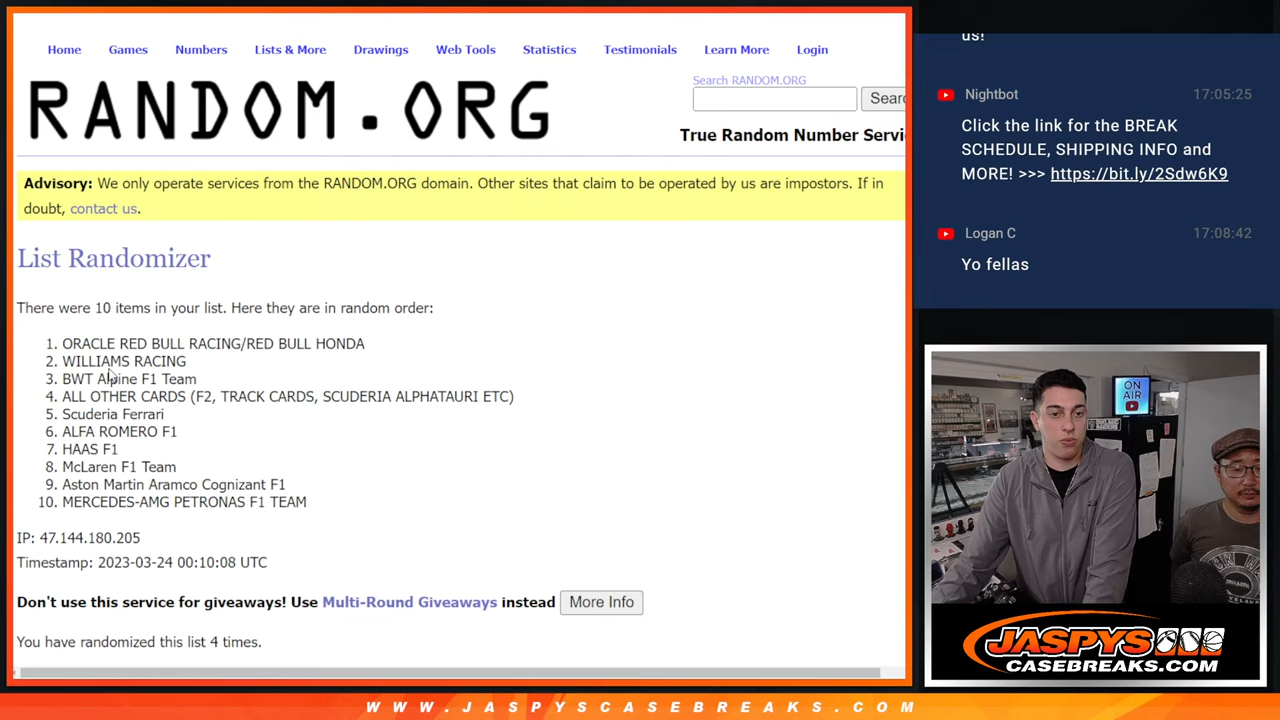 Home Games Numbers Lists & More Drawings Web Tools Statistics Testimonials Learn More Login
RANDOM.ORG
Search RANDOM.ORG
Sear
True Random Number Servi
Advisory: We only operate services from the RANDOM.ORG domain. Other sites that claim to be operated by us are impostors. If in
doubt, contact us.
List Randomizer
There were 10 items in your list. Here they are in random order:
1. ORACLE RED BULL RACING/RED BULL HONDA
2. WILLIAMS RACING
3. BWT Alpine F1 Team
4. ALL OTHER CARDS (F2, TRACK CARDS, SCUDERIA ALPHATAURI ETC)
5. Scuderia Ferrari
6. ALFA ROMERO F1
7. HAAS F1
8. McLaren F1 Team
9. Aston Martin Aramco Cognizant F1
10. MERCEDES-AMG PETRONAS F1 TEAM
IP: 47.144.180.205
Timestamp: 2023-03-24 00:10:08 UTC
Don't use this service for giveaways! Use Multi-Round Giveaways instead More Info
You have randomized this list 4 times.
us!
Nightbot 17:05:25
Click the link for the BREAK
SCHEDULE, SHIPPING INFO and
MORE! >>> https://bit.ly/2Sdw6K9
Logan C 17:08:42
Yo fellas
ON
AIR
JASPYS
CASEBREAKS.COM
WWW.JASPYSCASEBREAKS.COM